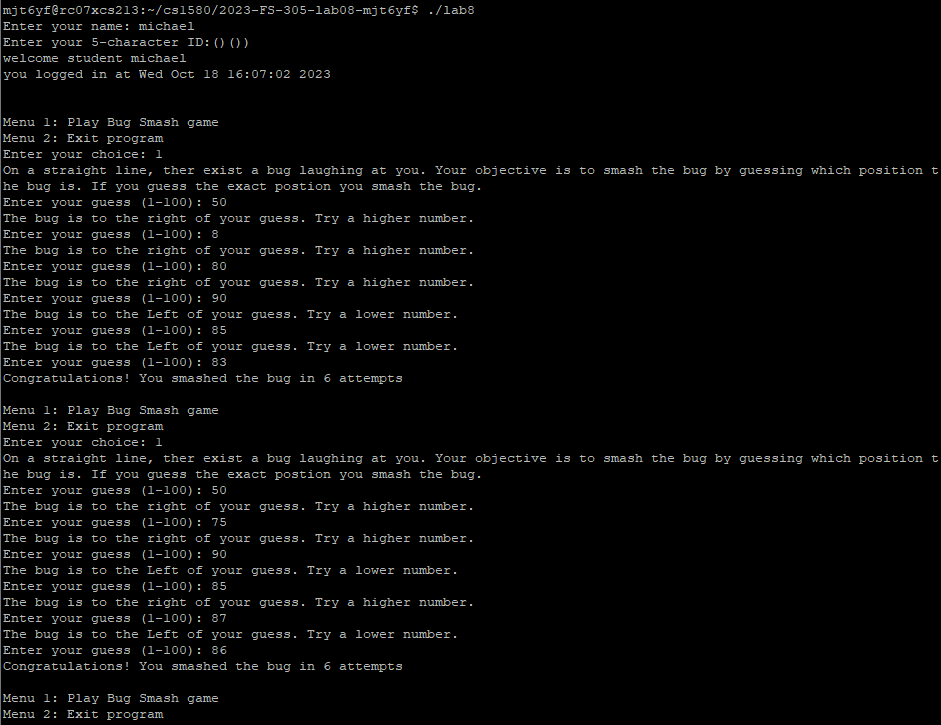 mjt6yf@rc07xcs213:~/cs1580/2023-FS-305-lab08-mjt6yf$ ./lab8
Enter your name: michael
Enter your 5-character ID:()())
welcome student michael
you logged in at Wed Oct 18 16:07:02 2023
Menu 1: Play Bug Smash game
Menu 2: Exit program
Enter your choice: 1
On a straight line, ther exist a bug laughing at you. Your objective is to smash the bug by guessing which position t
he bug is. If you guess the exact postion you smash the bug.
Enter your guess (1-100): 50
The bug is to the right of your guess. Try a higher number.
Enter your guess (1-100): 8
The bug is to the right of your guess. Try a higher number.
Enter your guess (1-100): 80
The bug is to the right of your guess. Try a higher number.
Enter your guess (1-100): 90
The bug is to the Left of your guess. Try a lower number.
Enter your guess (1-100): 85
The bug is to the Left of your guess. Try a lower number.
Enter your guess (1-100): 83
Congratulations! You smashed the bug in 6 attempts
Menu 1: Play Bug Smash game
Menu 2: Exit program
Enter your choice: 1
On a straight line, ther exist a bug laughing at you. Your objective is to smash the bug by guessing which position t
he bug is. If you guess the exact postion you smash the bug.
Enter your guess (1-100): 50
The bug is to the right of your guess. Try a higher number.
Enter your guess (1-100): 75
The bug is to the right of your guess. Try a higher number.
Enter your guess (1-100): 90
The bug is to the Left of your guess. Try a lower number.
Enter your guess (1-100): 85
The bug is to the right of your guess. Try a higher number.
Enter your guess (1-100): 87
The bug is to the Left of your guess. Try a lower number.
Enter your guess (1-100): 86
Congratulations! You smashed the bug in 6 attempts
Menu 1: Play Bug Smash game
Menu 2: Exit program